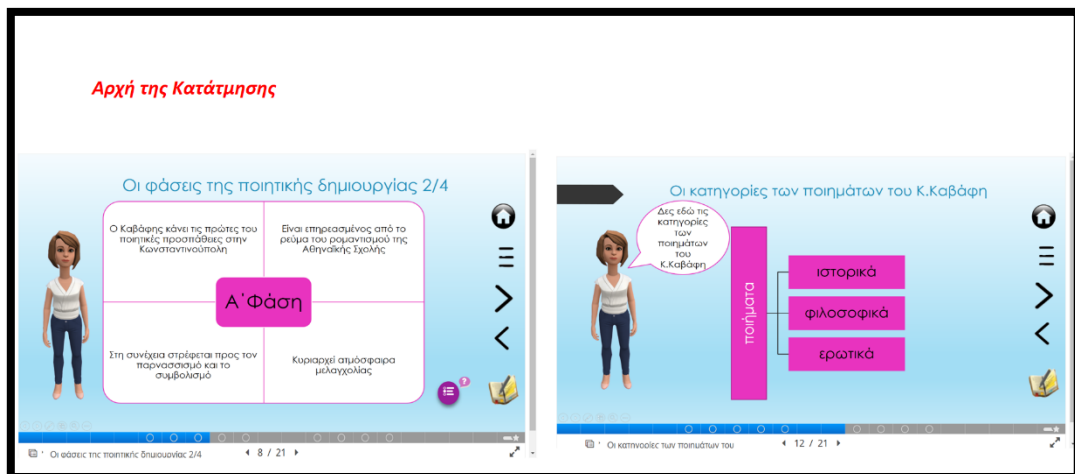 Αρχή της Κατάτμησης
Οι φάσεις της ποιητικής δημιουργίας 2/4
Ο Καβάφης κάνει τις πρώτες του
ποιητικές προσπάθειες στην
Κωνσταντινούπολη
Είναι επηρεασμένος από το
ρεύμα του ρομαντισμού της
Αθηναϊκής Σχολής
Α΄Φάση
Στη συνέχεια στρέφεται προς τον
παρνασσισμό και το
συμβολισμό
Κυριαρχεί ατμόσφαιρα
μελαγχολίας
?
Οι φάσεις της ποιητικής δημιουργίας 2/4
8 / 21
Οι κατηγορίες των ποιημάτων του Κ.Καβάφη
Δες εδώ τις
κατηγορίες
των
ποιημάτων
του
Κ.Καβάφη
ποιήματα
ιστορικά
φιλοσοφικά
ερωτικά
Οι κατηγορίες των ποιημάτων του
12 / 21